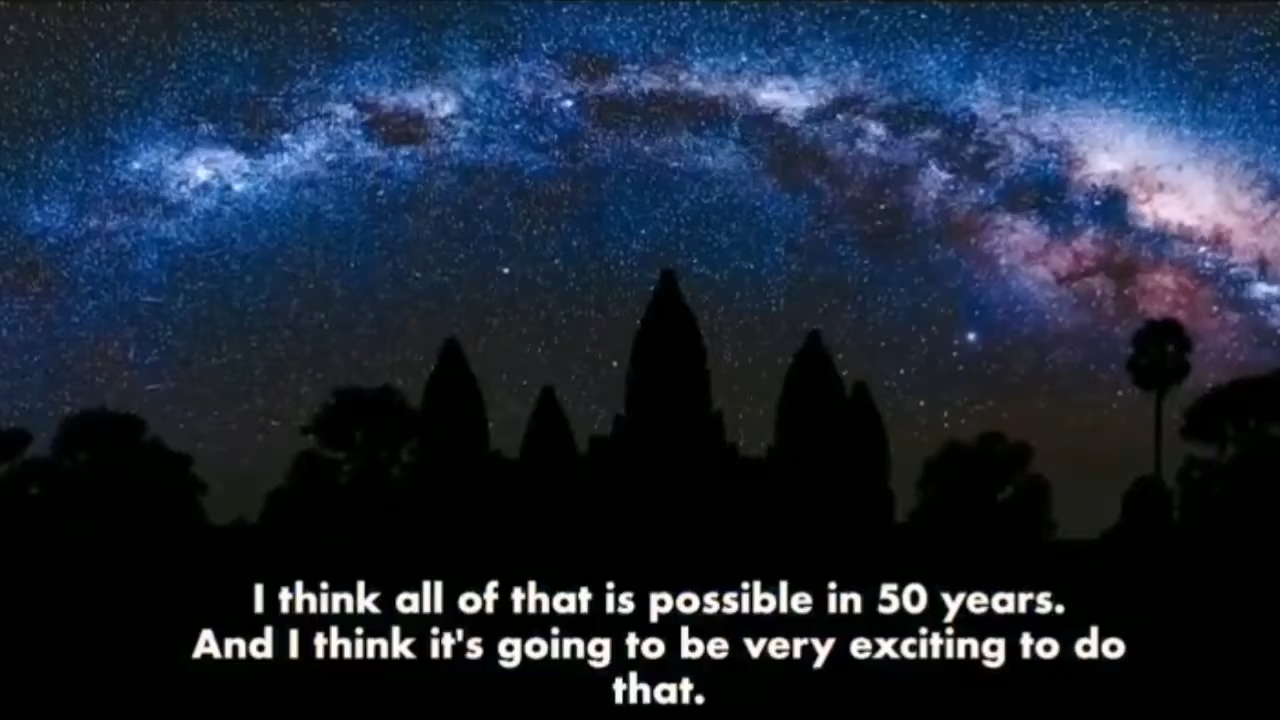 I think all of that is possible in 50 years.
And I think it's going to be very exciting to do
that.